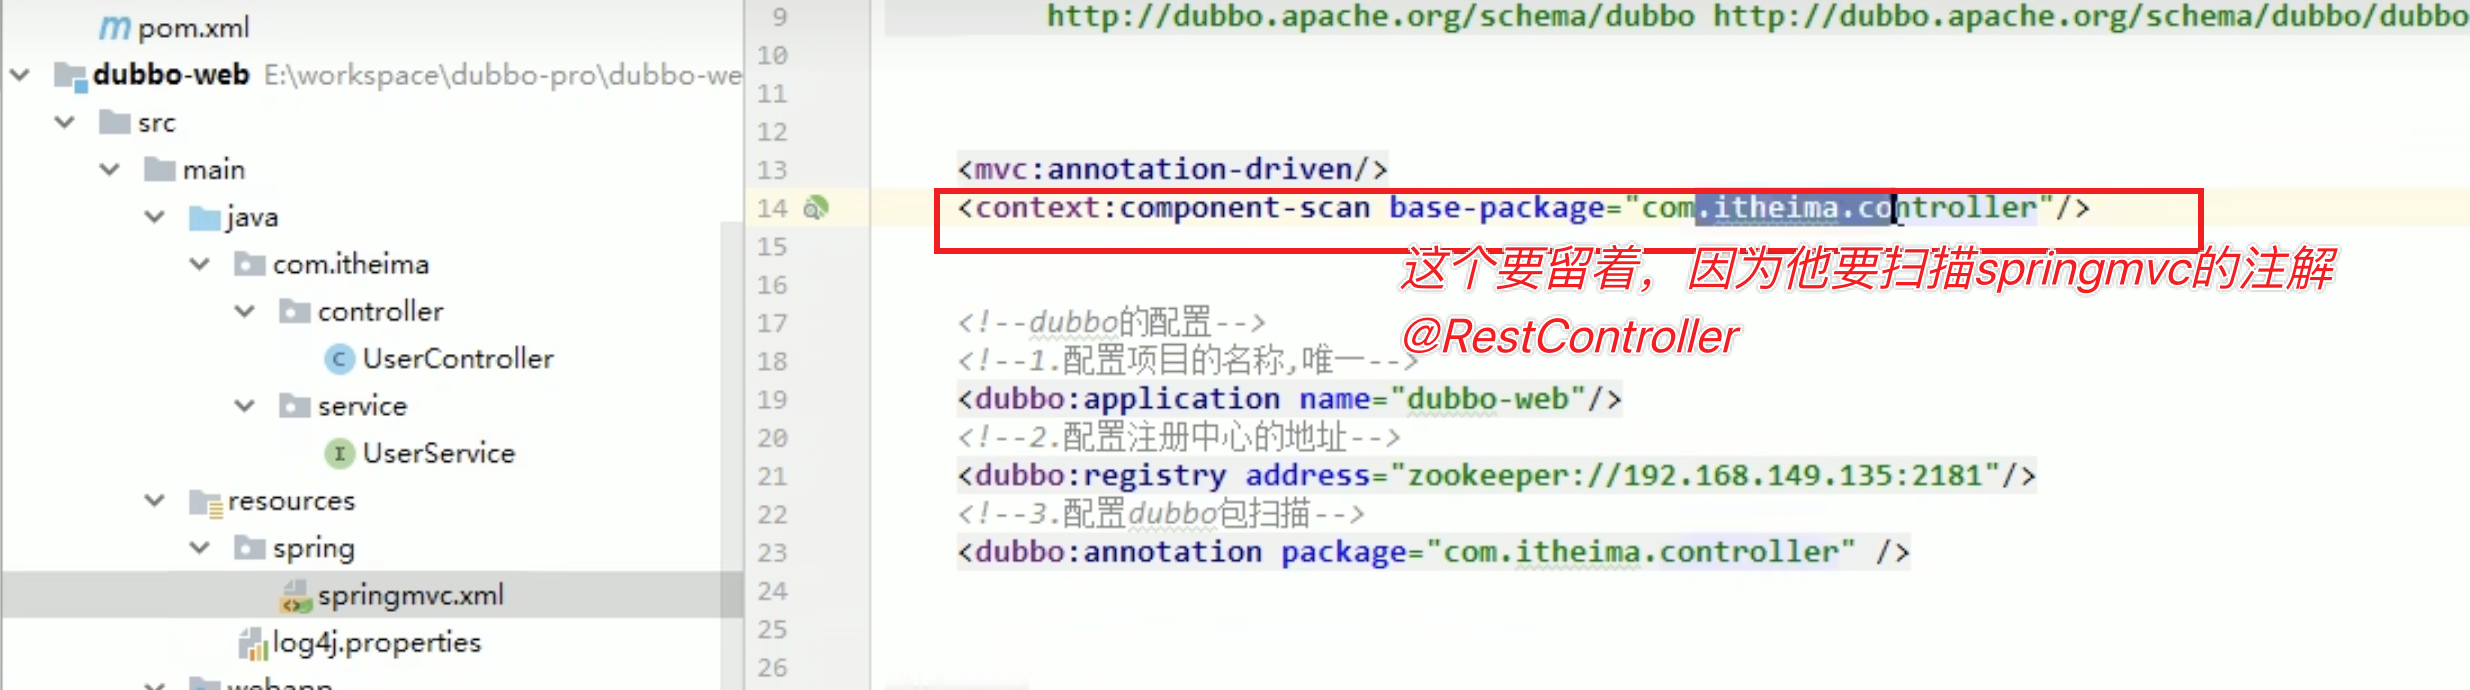 pom.xml
dubbo-web E:\workspace\dubbo-pro\dubbo-we
src
main
java
com.itheima
controller
UserController
service
UserService
resources
spring
springmvc.xml
log4j.properties
webapp
9 http://dubbo.apache.org/schema/dubbo http://dubbo.apache.org/schema/dubbo/dubbo
10
11
12
13 <mvc:annotation-driven/>
14 <context:component-scan base-package="com.itheima.controller"/>
15
这个要留着，因为他要扫描springmvc的注解
16
17 <!--dubbo的配置-->
@RestController
18 <!--1.配置项目的名称,唯一-->
19 <dubbo:application name="dubbo-web"/>
20 <!--2.配置注册中心的地址-->
21 <dubbo:registry address="zookeeper://192.168.149.135:2181"/>
22 <!--3.配置dubbo包扫描-->
23 <dubbo:annotation package="com.itheima.controller" />
24
25
26